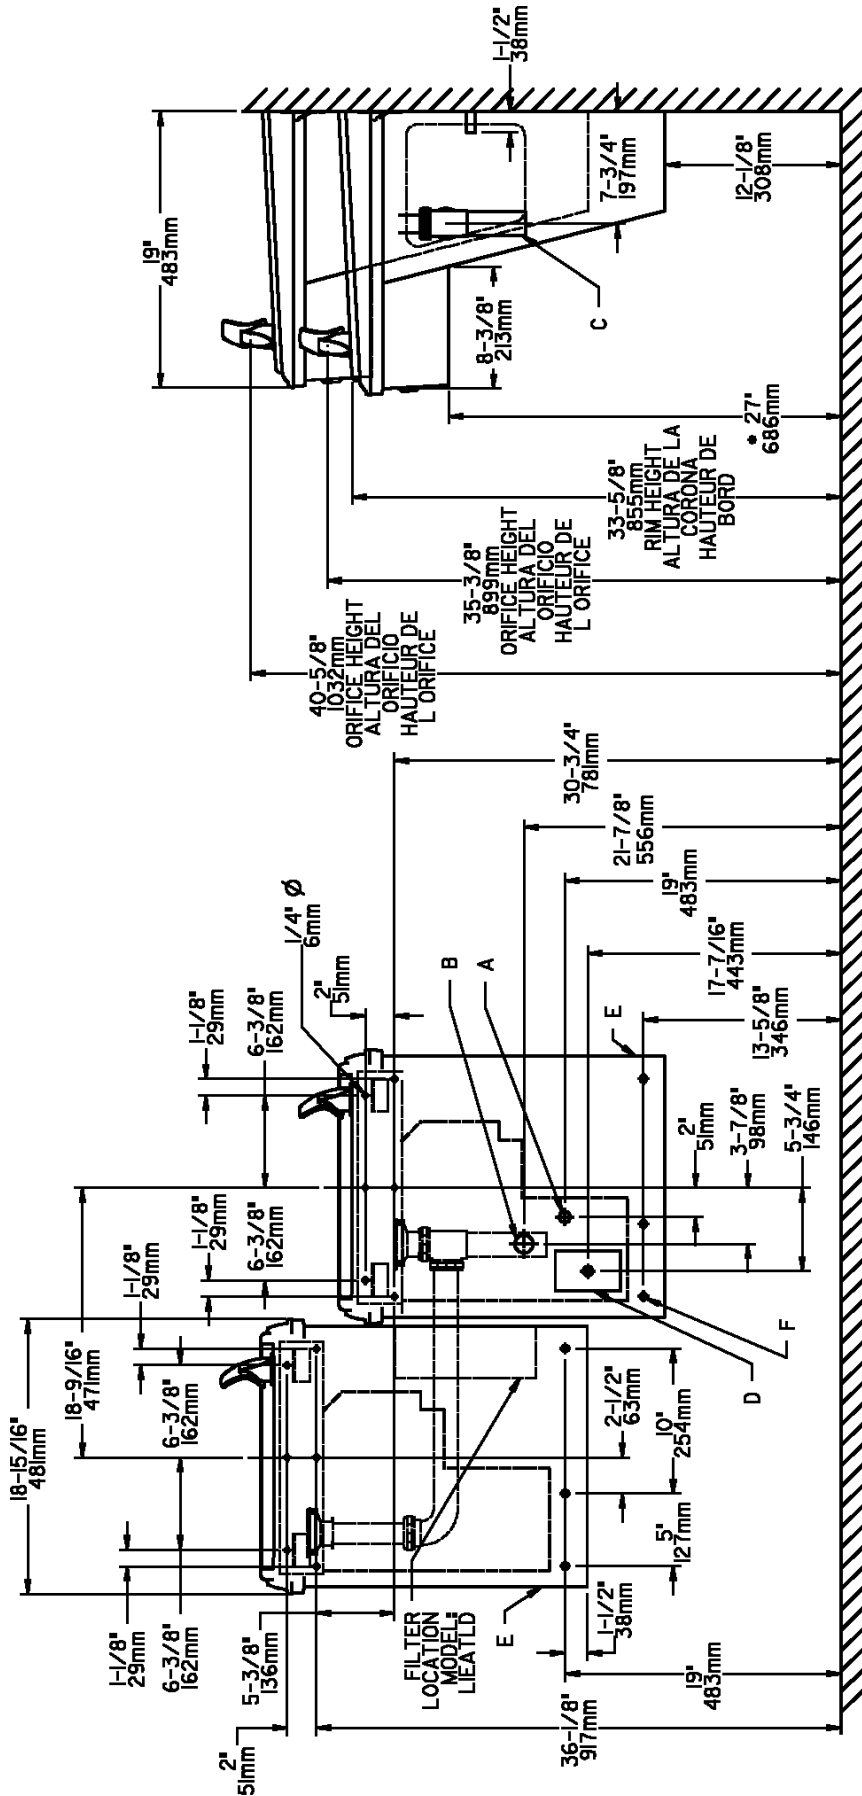 1-1/2"
38mm
19"
483mm
7-3/4"
197mm
12-1/8"
308mm
8-3/8"
213mm
C
* 27"
686mm
33-5/8"
855mm
RIM HEIGHT
ALTURA DE LA
CORONA
HAUTEUR DE
BORD
35-3/8"
899mm
ORIFICE HEIGHT
ALTURA DEL
ORIFICIO
HAUTEUR DE
L ORIFICE
40-5/8"
1032mm
ORIFICE HEIGHT
ALTURA DEL
ORIFICIO
HAUTEUR DE
L ORIFICE
30-3/4"
781mm
21-7/8"
556mm
19"
483mm
17-7/16"
443mm
13-5/8"
346mm
1/4" Ø
6mm
B
A
E
2"
51mm
1-1/8"
29mm
6-3/8"
162mm
2"
51mm
3-7/8"
98mm
5-3/4"
146mm
1-1/8"
29mm
6-3/8"
162mm
1-1/8"
29mm
18-9/16"
471mm
6-3/8"
162mm
18-15/16"
481mm
F
D
2-1/2"
63mm
10"
254mm
5"
127mm
1-1/2"
38mm
E
FILTER
LOCATION
MODEL:
LIEATLD
1-1/8"
29mm
6-3/8"
162mm
5-3/8"
136mm
2"
51mm
19"
483mm
36-1/8"
917mm